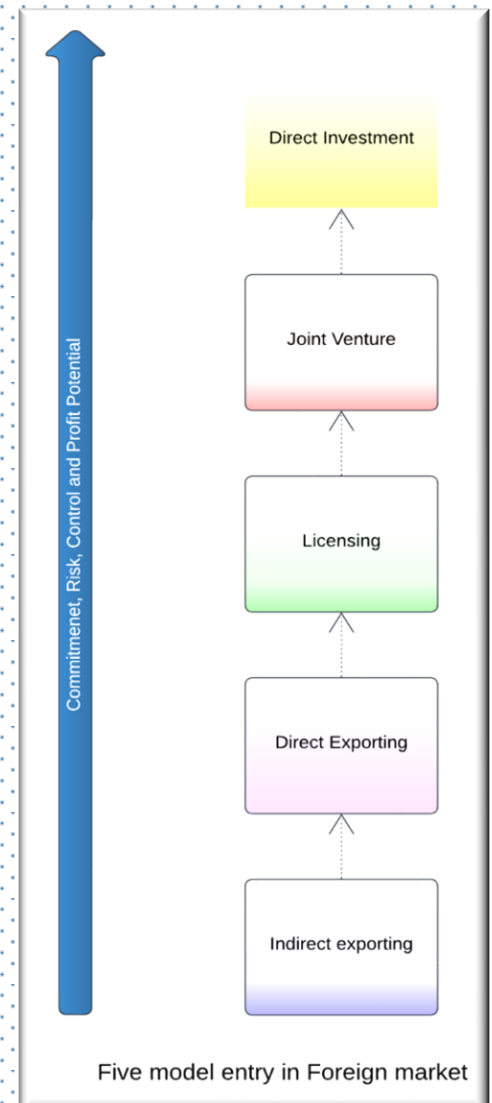 Direct Investment
Joint Venture
Commitmenet, Risk, Control and Profit Potential
Licensing
Direct Exporting
Indirect exporting
Five model entry in Foreign market